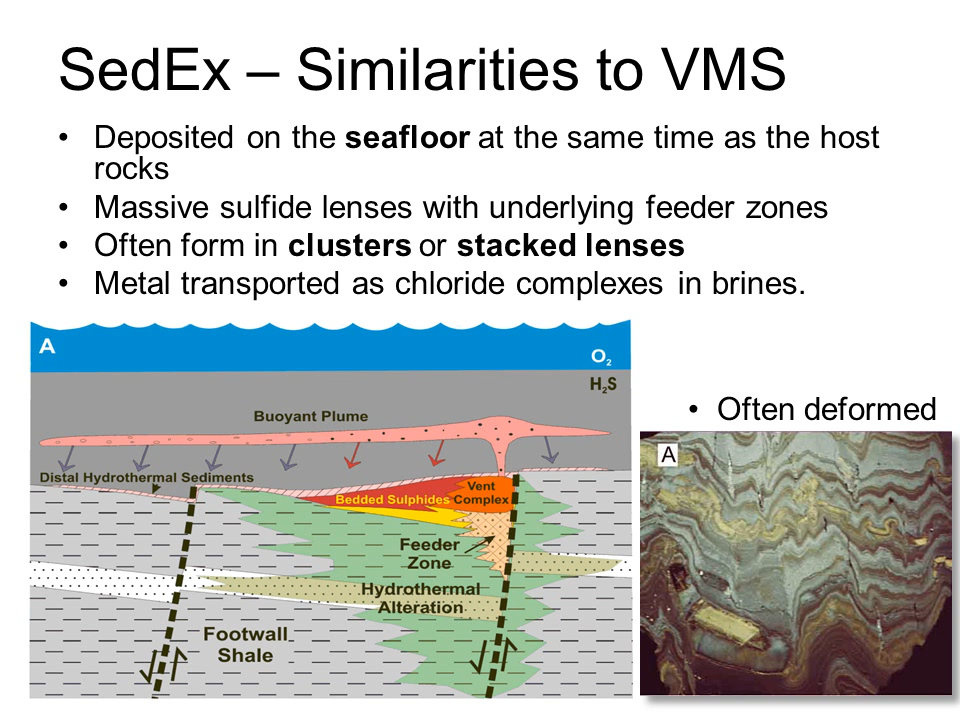 SedEx – Similarities to VMS
• Deposited on the seafloor at the same time as the host
rocks
• Massive sulfide lenses with underlying feeder zones
• Often form in clusters or stacked lenses
• Metal transported as chloride complexes in brines.
A
O₂
H₂S
Buoyant Plume
Distal Hydrothermal Sediments
Vent
Complex
Bedded Sulphides
Feeder
Zone
Hydrothermal
Alteration
Footwall
Shale
• Often deformed
A